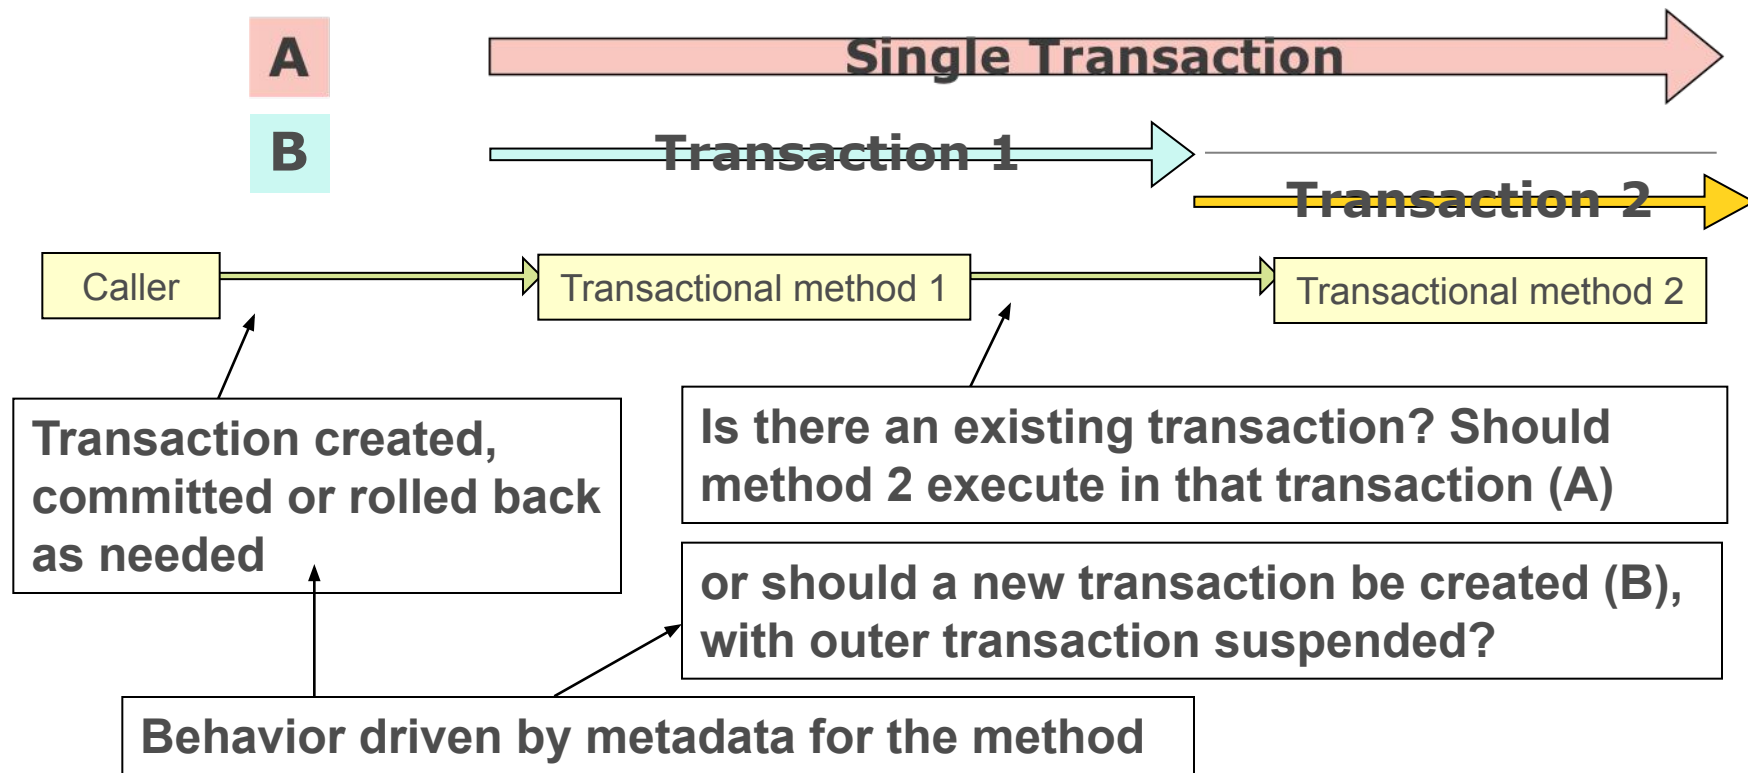 A
Single Transaction
B
Transaction 1
Transaction 2
Caller
Transactional method 1
Transactional method 2
Transaction created,
committed or rolled back
as needed
Is there an existing transaction? Should
method 2 execute in that transaction (A)
or should a new transaction be created (B),
with outer transaction suspended?
Behavior driven by metadata for the method